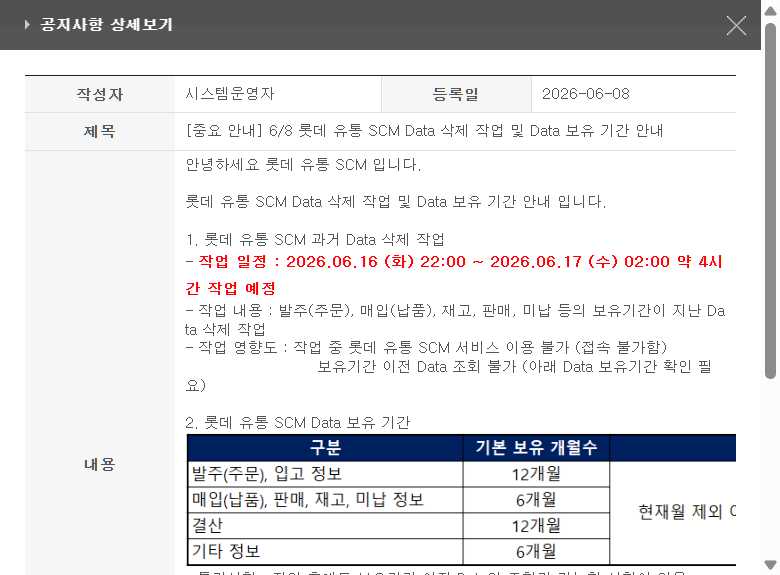 공지사항 상세보기
작성자 시스템운영자 등록일 2026-06-08
제목 [중요 안내] 6/8 롯데 유통 SCM Data 삭제 작업 및 Data 보유 기간 안내
안녕하세요 롯데 유통 SCM 입니다.
롯데 유통 SCM Data 삭제 작업 및 Data 보유 기간 안내 입니다.
1. 롯데 유통 SCM 과거 Data 삭제 작업
- 작업 일정 : 2026.06.16 (화) 22:00 ~ 2026.06.17 (수) 02:00 약 4시
간 작업 예정
- 작업 내용 : 발주(주문), 매입(납품), 재고, 판매, 미납 등의 보유기간이 지난 Da
ta 삭제 작업
- 작업 영향도 : 작업 중 롯데 유통 SCM 서비스 이용 불가 (접속 불가함)
보유기간 이전 Data 조회 불가 (아래 Data 보유기간 확인 필
요)
2. 롯데 유통 SCM Data 보유 기간
내용
구분 기본 보유 개월수
발주(주문), 입고 정보 12개월
매입(납품), 판매, 재고, 미납 정보 6개월
현재월 제외
결산 12개월
기타 정보 6개월